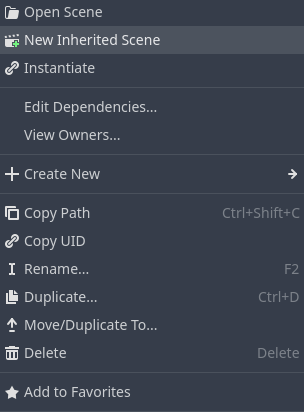 Open Scene
New Inherited Scene
Instantiate
Edit Dependencies...
View Owners...
Create New
Copy Path Ctrl+Shift+C
Copy UID
Rename... F2
Duplicate... Ctrl+D
Move/Duplicate To...
Delete Delete
Add to Favorites